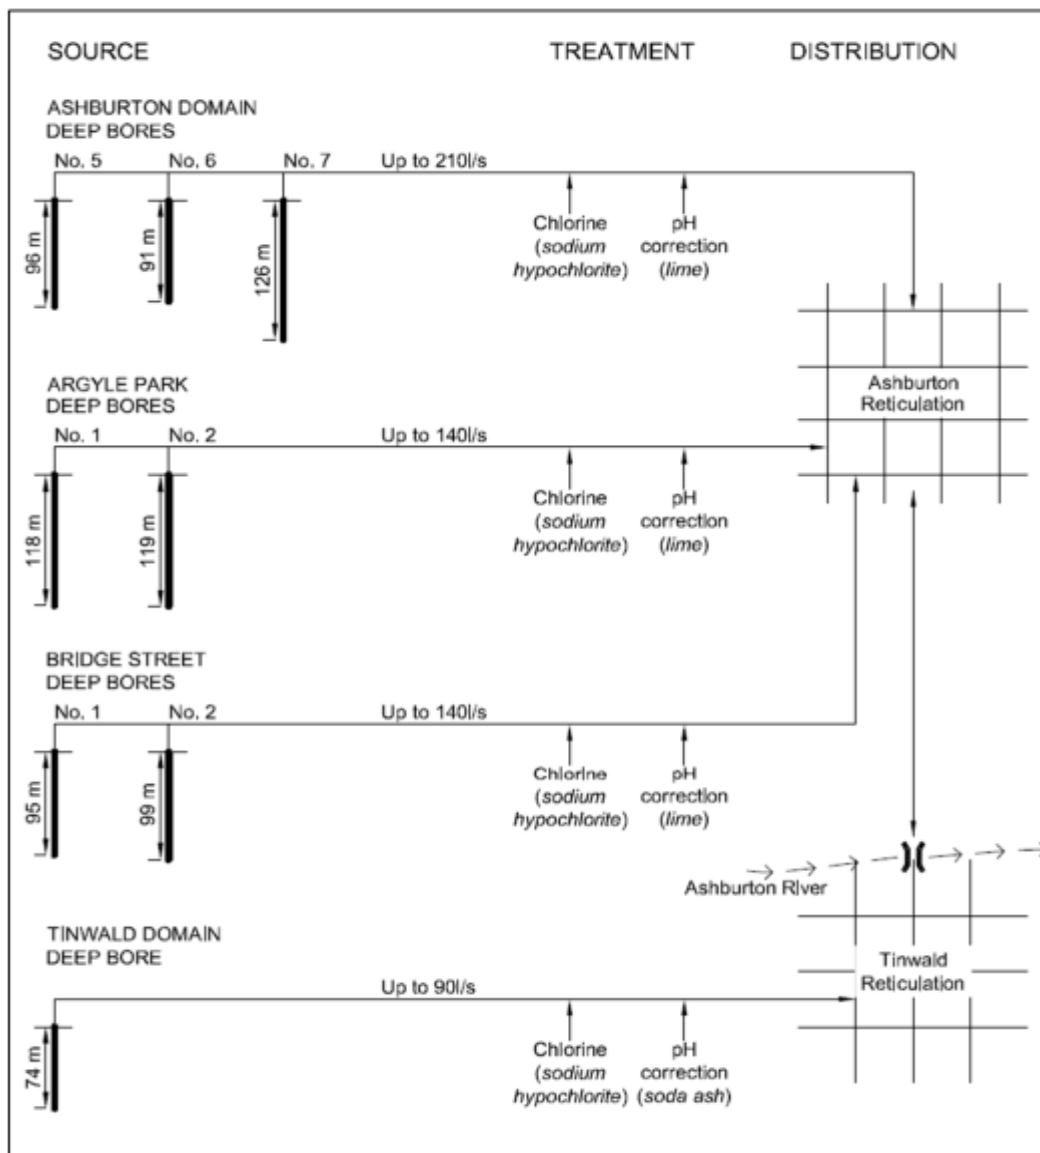 SOURCE
TREATMENT
DISTRIBUTION
ASHBURTON DOMAIN
DEEP BORES
No. 5
No. 6
No. 7
Up to 210l/s
96 m
91 m
126 m
Chlorine
(sodium
hypochlorite)
pH
correction
(lime)
Ashburton
Reticulation
ARGYLE PARK
DEEP BORES
No. 1
No. 2
Up to 140l/s
118 m
119 m
Chlorine
(sodium
hypochlorite)
pH
correction
(lime)
BRIDGE STREET
DEEP BORES
No. 1
No. 2
Up to 140l/s
95 m
99 m
Chlorine
(sodium
hypochlorite)
pH
correction
(lime)
Ashburton River
TINWALD DOMAIN
DEEP BORE
Up to 90l/s
74 m
Chlorine
(sodium
hypochlorite)
pH
correction
(soda ash)
Tinwald
Reticulation